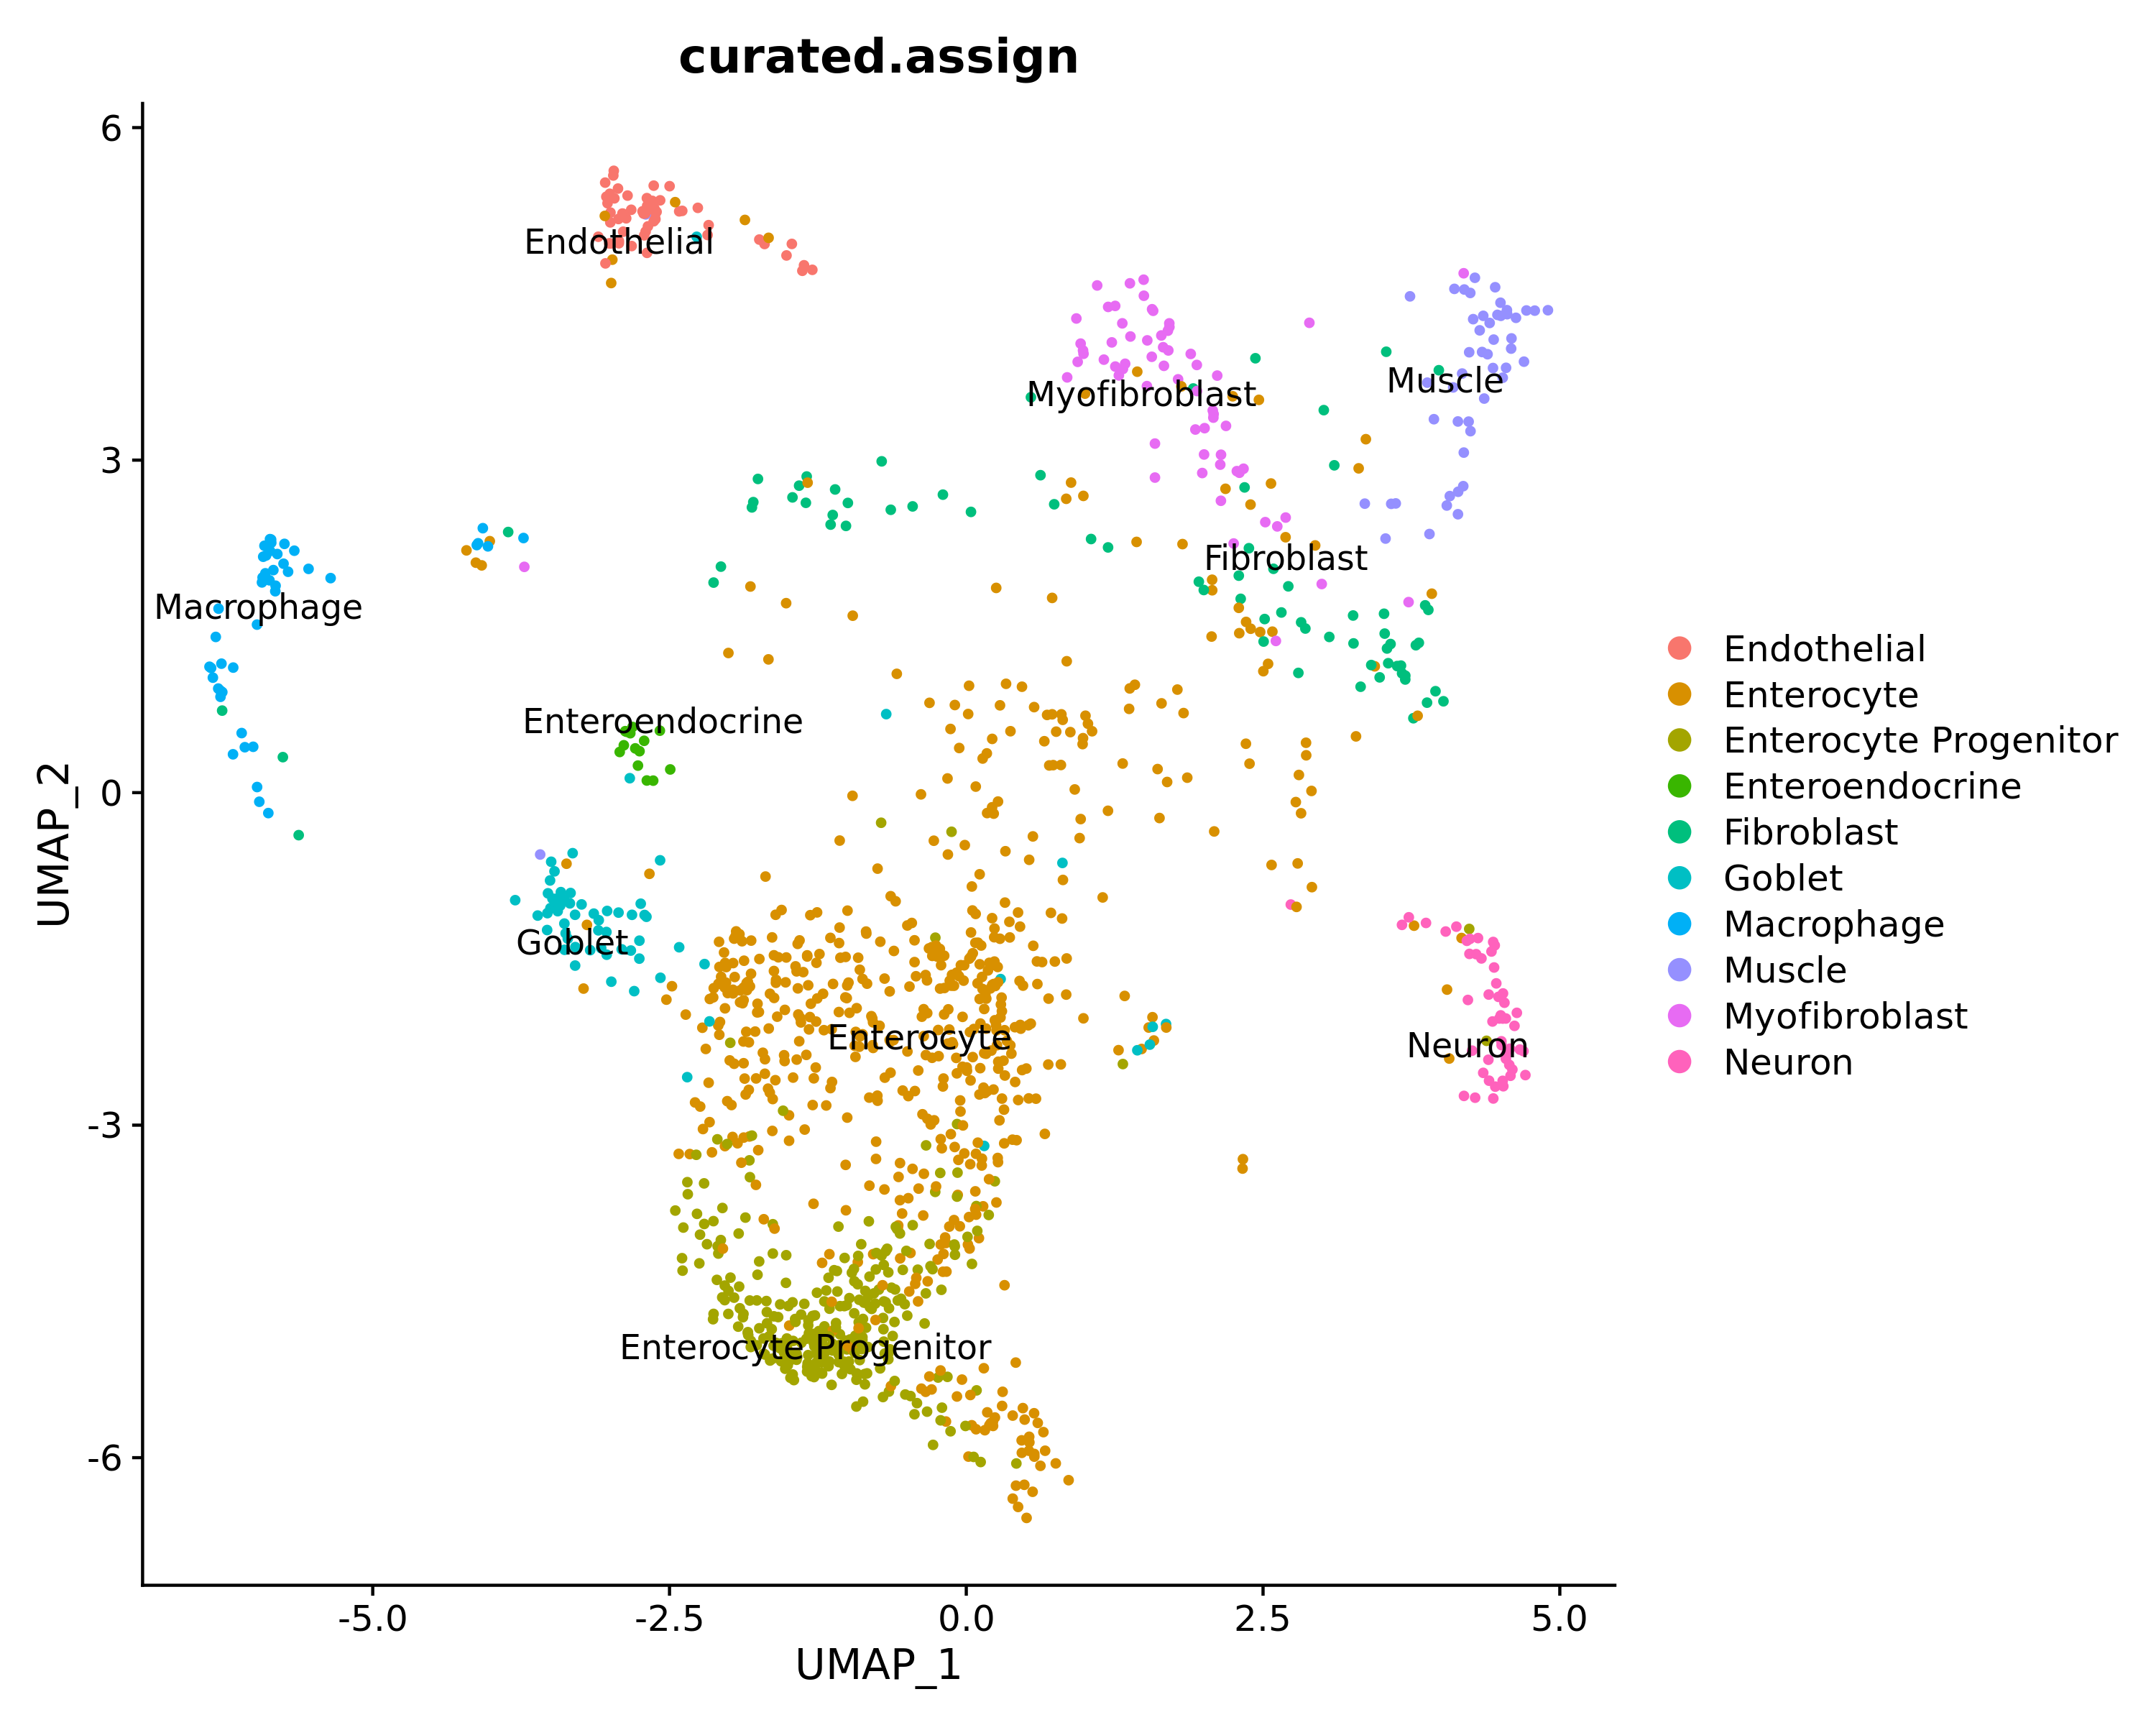 curated.assign
6
Endothelial
Myofibroblast
Muscle
3
Fibroblast
Macrophage
Enteroendocrine
0
Goblet
Enterocyte
Neuron
-3
Enterocyte Progenitor
-6
UMAP_2
-5.0
-2.5
0.0
2.5
5.0
UMAP_1
Endothelial
Enterocyte
Enterocyte Progenitor
Enteroendocrine
Fibroblast
Goblet
Macrophage
Muscle
Myofibroblast
Neuron